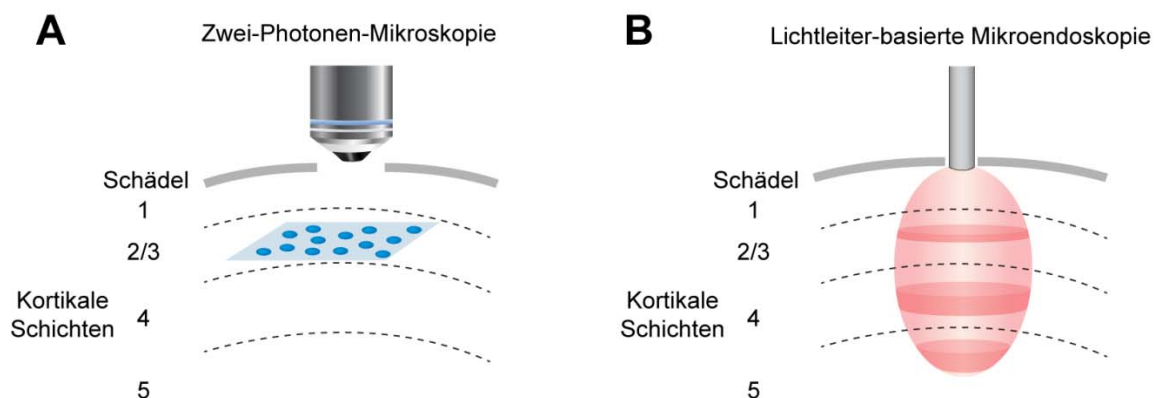 A
Zwei-Photonen-Mikroskopie
Schädel
1
2/3
Kortikale
Schichten
4
5
B
Lichtleiter-basierte Mikroendoskopie
Schädel
1
2/3
Kortikale
Schichten
4
5